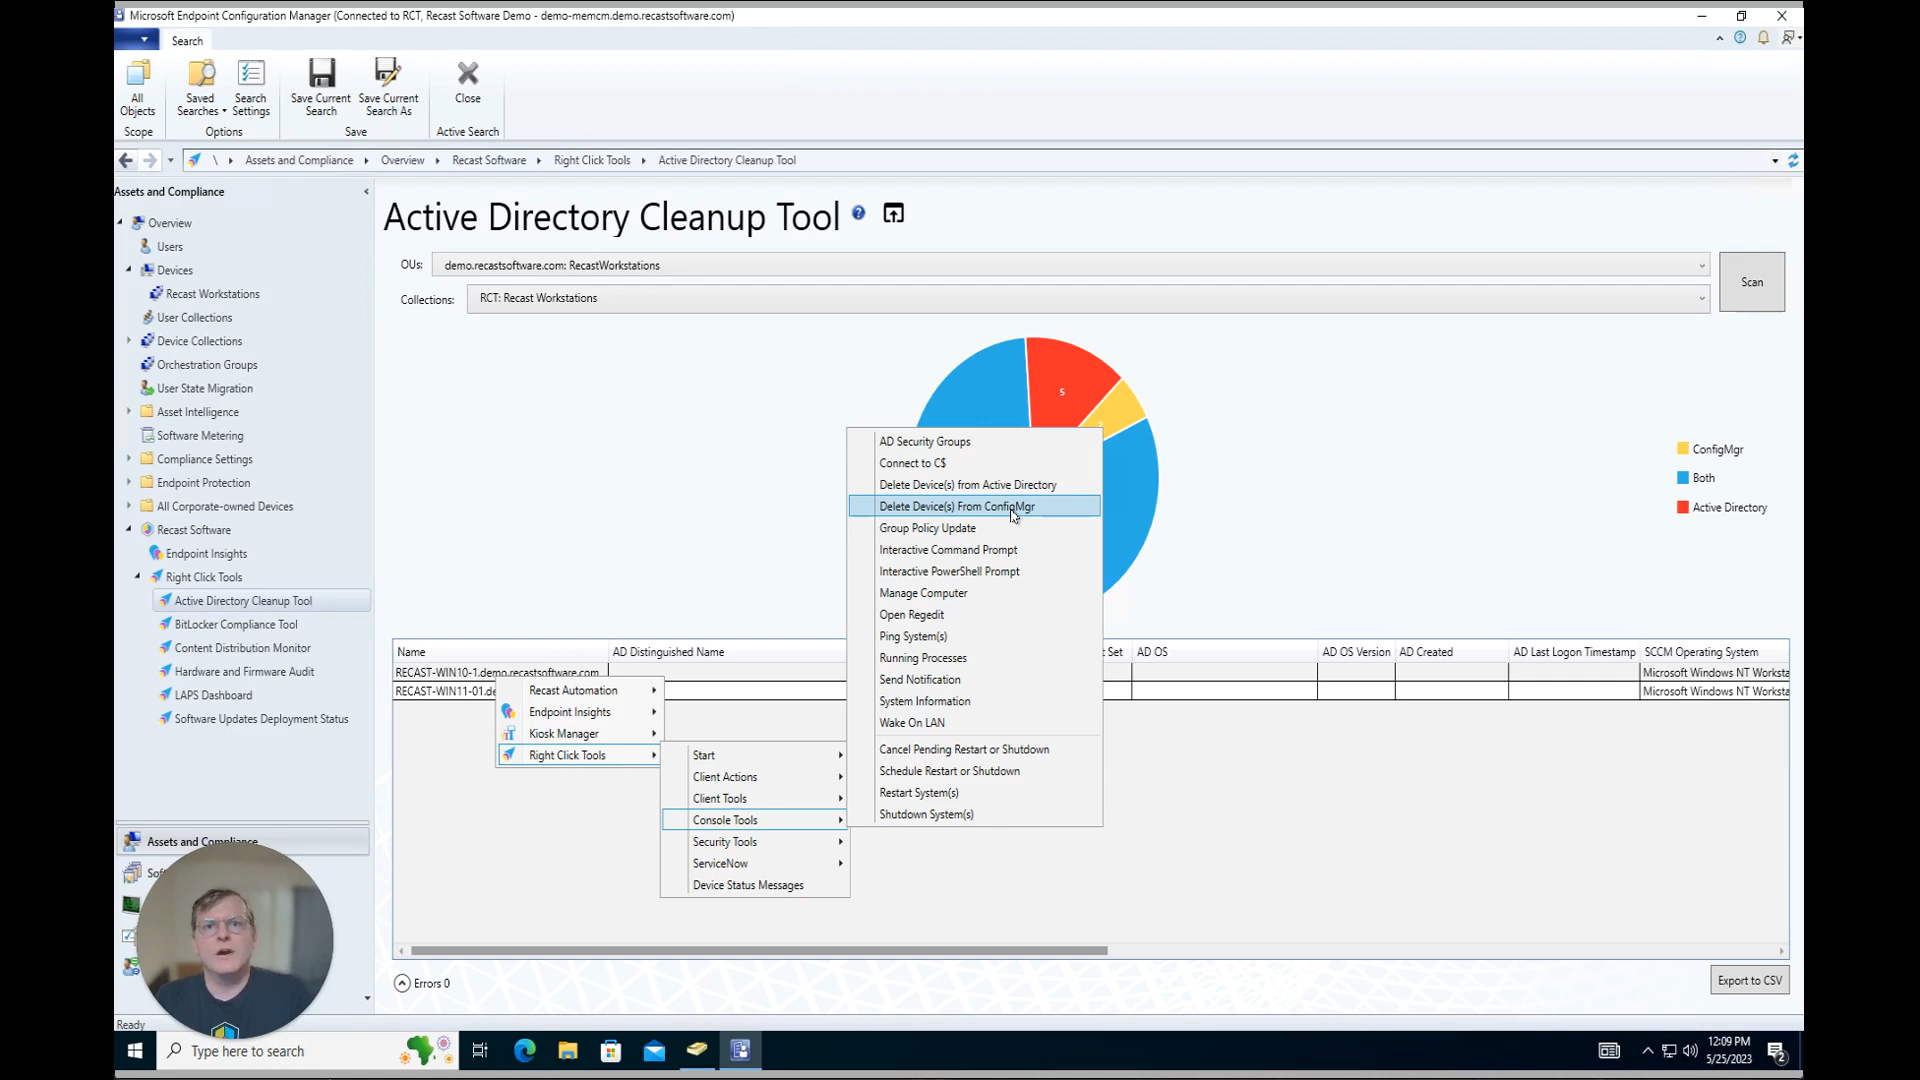 Microsoft Endpoint Configuration Manager (Connected to RCT, Recast Software Demo - demo-memcm.demo.recastsoftware.com)
Search
All Objects
Saved Searches
Search Settings
Save Current Search
Save Current Search As
Close
Scope
Options
Save
Active Search
\ Assets and Compliance Overview Recast Software Right Click Tools Active Directory Cleanup Tool
Assets and Compliance
Overview
Users
Devices
Recast Workstations
User Collections
Device Collections
Orchestration Groups
User State Migration
Asset Intelligence
Software Metering
Compliance Settings
Endpoint Protection
All Corporate-owned Devices
Recast Software
Endpoint Insights
Right Click Tools
Active Directory Cleanup Tool
BitLocker Compliance Tool
Content Distribution Monitor
Hardware and Firmware Audit
LAPS Dashboard
Software Updates Deployment Status
Assets and Compliance
Active Directory Cleanup Tool
OUs: demo.recastsoftware.com: RecastWorkstations
Collections: RCT: Recast Workstations
Scan
5
ConfigMgr
Both
Active Directory
Name AD Distinguished Name AD OS AD OS Version AD Created AD Last Logon Timestamp SCCM Operating System
RECAST-WIN10-1.demo.recastsoftware.com Microsoft Windows NT Worksta
RECAST-WIN11-01.de Microsoft Windows NT Worksta
Recast Automation
Endpoint Insights
Kiosk Manager
Right Click Tools
Start
Client Actions
Client Tools
Console Tools
Security Tools
ServiceNow
Device Status Messages
AD Security Groups
Connect to C$
Delete Device(s) from Active Directory
Delete Device(s) From ConfigMgr
Group Policy Update
Interactive Command Prompt
Interactive PowerShell Prompt
Manage Computer
Open Regedit
Ping System(s)
Running Processes
Send Notification
System Information
Wake On LAN
Cancel Pending Restart or Shutdown
Schedule Restart or Shutdown
Restart System(s)
Shutdown System(s)
Errors 0
Export to CSV
Ready
Type here to search
12:09 PM
5/25/2023
2